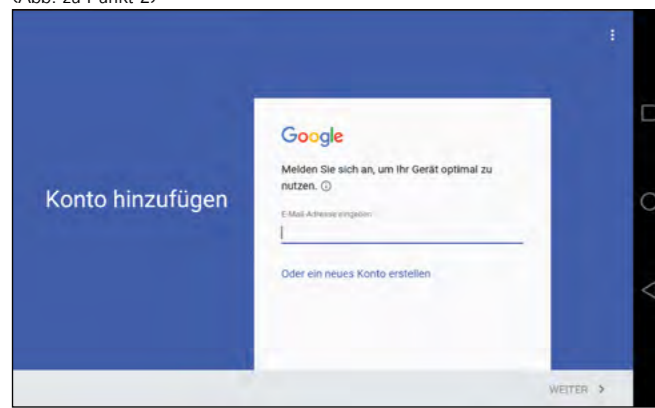 <Abb. zu Punkt 2>
Google
Melden Sie sich an, um Ihr Gerät optimal zu
nutzen.
Konto hinzufügen
E-Mail-Adresse eingeben
Oder ein neues Konto erstellen
WEITER